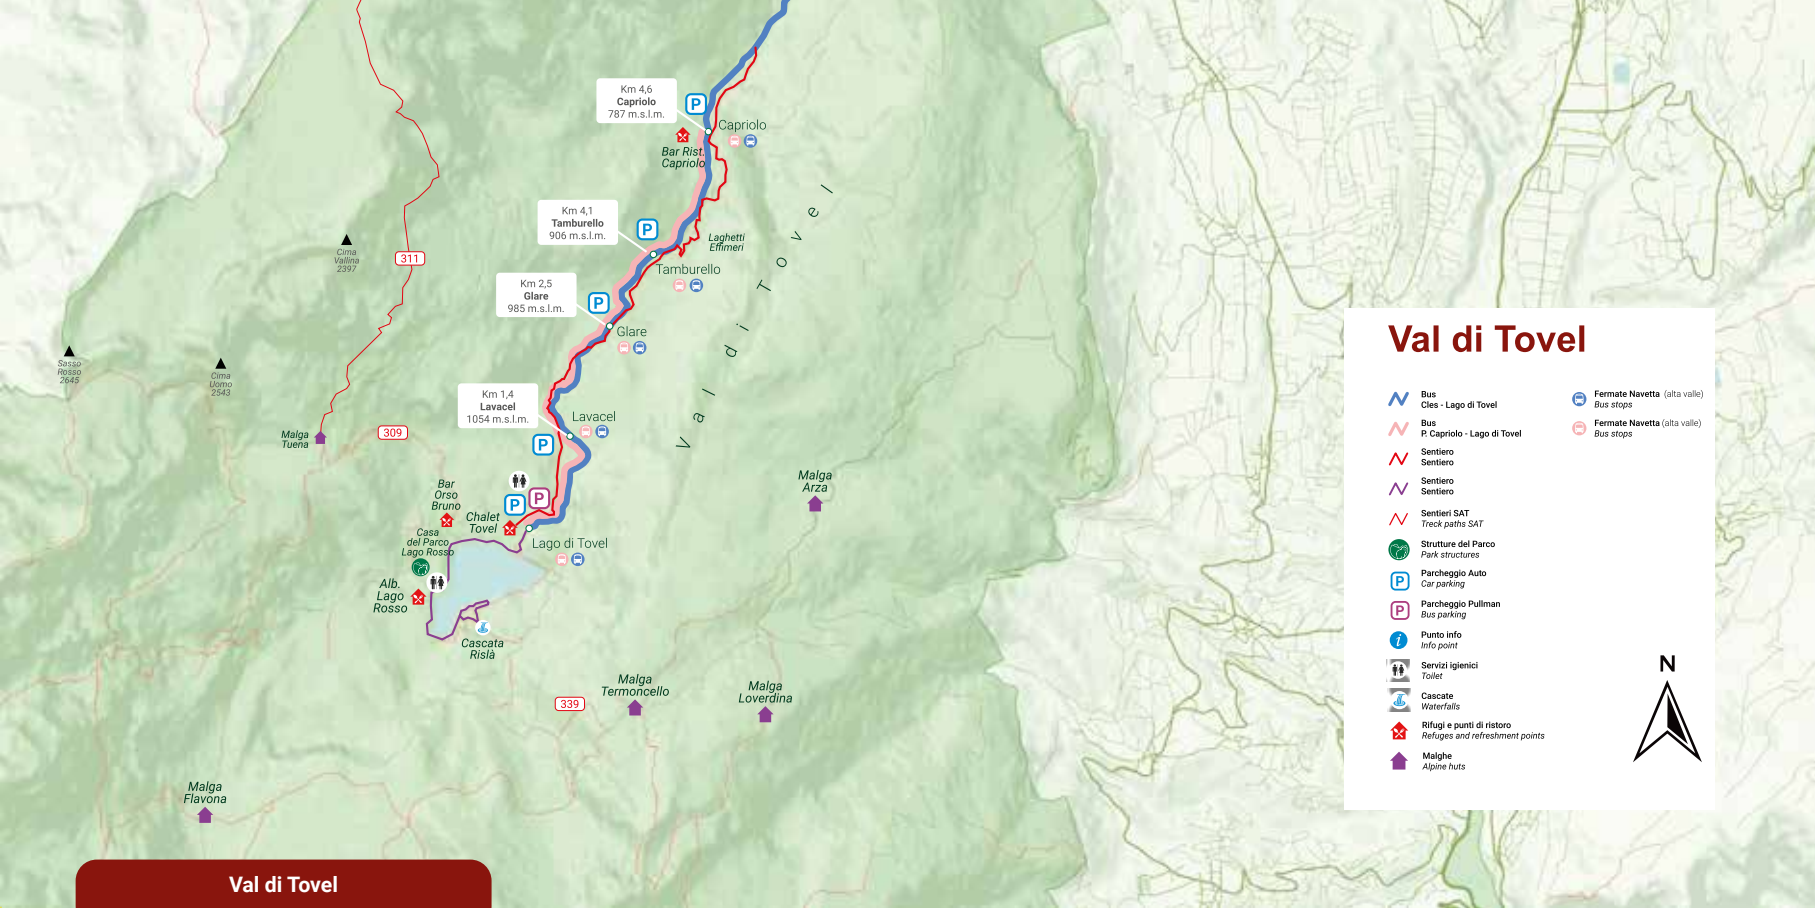 Km 4,6
Capriolo
787 m.s.l.m.
P
Capriolo
Bar Rist.
Capriolo
Km 4,1
Tamburello
906 m.s.l.m.
P
Laghetti
Effimeri
Tamburello
Val di Tovel
Cima
Vallina
2397
311
Km 2,5
Glare
985 m.s.l.m.
P
Glare
Sasso
Rosso
2645
Cima
Uomo
2543
Km 1,4
Lavacel
1054 m.s.l.m.
Lavacel
P
Malga
Tuena
309
Bar
Orso
Bruno
P
P
Chalet
Tovel
Casa
del Parco
Lago Rosso
Lago di Tovel
Alb.
Lago
Rosso
Cascata
Rislà
Malga
Arza
Malga
Termoncello
Malga
Loverdina
339
Malga
Flavona
Val di Tovel
Val di Tovel
Bus
Cles - Lago di Tovel
Bus
P. Capriolo - Lago di Tovel
Sentiero
Sentiero
Sentiero
Sentiero
Sentieri SAT
Treck paths SAT
Strutture del Parco
Park structures
P
Parcheggio Auto
Car parking
P
Parcheggio Pullman
Bus parking
i
Punto info
Info point
Servizi igienici
Toilet
Cascate
Waterfalls
Rifugi e punti di ristoro
Refuges and refreshment points
Malghe
Alpine huts
Fermate Navetta (alta valle)
Bus stops
Fermate Navetta (alta valle)
Bus stops
N